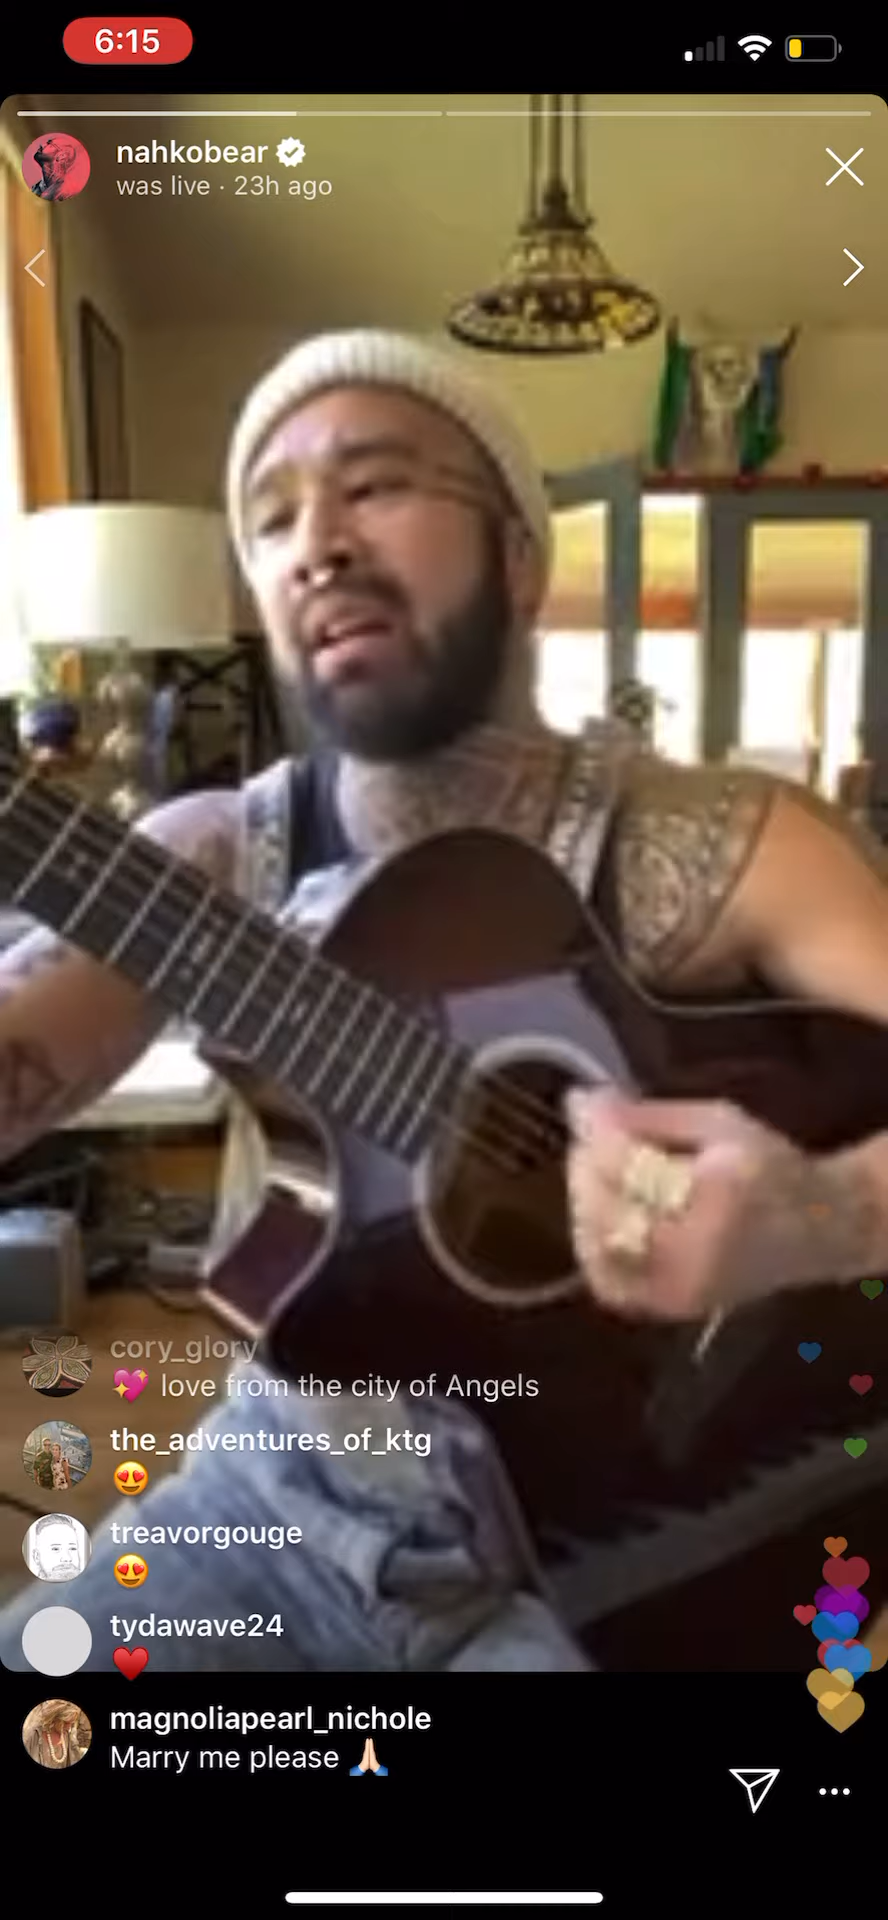 6:15
nahkobear
was live · 23h ago
cory_glory
💖 love from the city of Angels
the_adventures_of_ktg
😍
treavorgouge
😍
tydawave24
♥️
magnoliapearl_nichole
Marry me please 🙏🏻